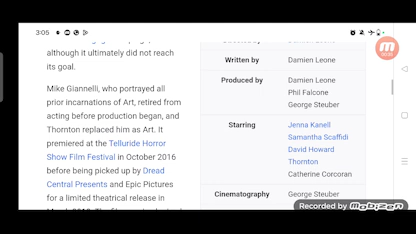 3:05
although it ultimately did not reach
its goal.
Mike Giannelli, who portrayed all
prior incarnations of Art, retired from
acting before production began, and
Thornton replaced him as Art. It
premiered at the Telluride Horror
Show Film Festival in October 2016
before being picked up by Dread
Central Presents and Epic Pictures
for a limited theatrical release in
Written by Damien Leone
Produced by Damien Leone
Phil Falcone
George Steuber
Starring Jenna Kanell
Samantha Scaffidi
David Howard
Thornton
Catherine Corcoran
Cinematography George Steuber
Recorded by Mobizen